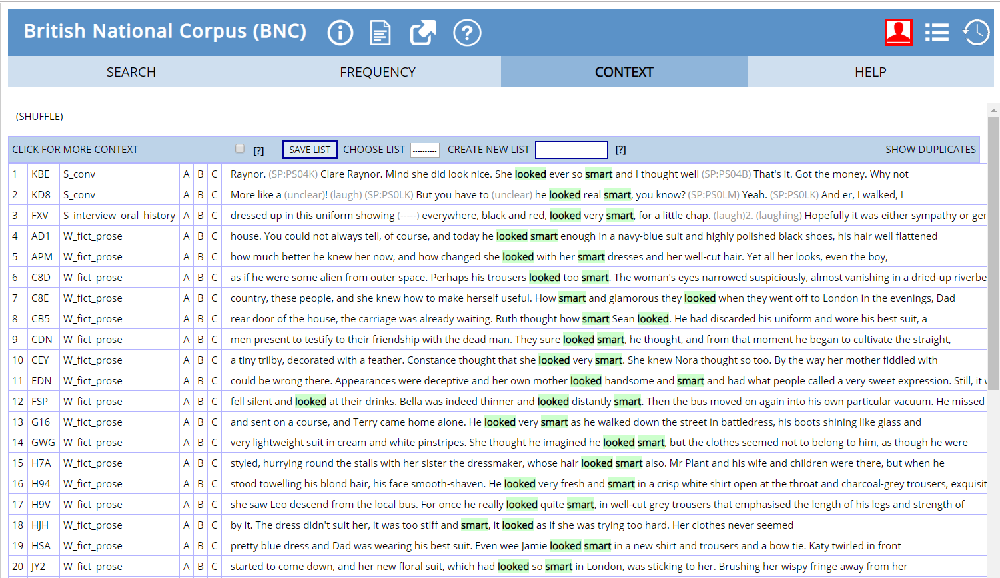 British National Corpus (BNC)
SEARCH FREQUENCY CONTEXT HELP
(SHUFFLE)
CLICK FOR MORE CONTEXT [?] SAVE LIST CHOOSE LIST ---------- CREATE NEW LIST [?] SHOW DUPLICATES
1 KBE S_conv A B C Raynor. (SP:PS04K) Clare Raynor. Mind she did look nice. She looked ever so smart and I thought well (SP:PS04B) That's it. Got the money. Why not
2 KD8 S_conv A B C More like a (unclear)! (laugh) (SP:PS0LK) But you have to (unclear) he looked real smart, you know? (SP:PS0LM) Yeah. (SP:PS0LK) And er, I walked, I
3 FXV S_interview_oral_history A B C dressed up in this uniform showing (-----) everywhere, black and red, looked very smart, for a little chap. (laugh)2. (laughing) Hopefully it was either sympathy or ger
4 AD1 W_fict_prose A B C house. You could not always tell, of course, and today he looked smart enough in a navy-blue suit and highly polished black shoes, his hair well flattened
5 APM W_fict_prose A B C how much better he knew her now, and how changed she looked with her smart dresses and her well-cut hair. Yet all her looks, even the boy,
6 C8D W_fict_prose A B C as if he were some alien from outer space. Perhaps his trousers looked too smart. The woman's eyes narrowed suspiciously, almost vanishing in a dried-up riverbe
7 C8E W_fict_prose A B C country, these people, and she knew how to make herself useful. How smart and glamorous they looked when they went off to London in the evenings, Dad
8 CB5 W_fict_prose A B C rear door of the house, the carriage was already waiting. Ruth thought how smart Sean looked. He had discarded his uniform and wore his best suit, a
9 CDN W_fict_prose A B C men present to testify to their friendship with the dead man. They sure looked smart, he thought, and from that moment he began to cultivate the straight,
10 CEY W_fict_prose A B C a tiny trilby, decorated with a feather. Constance thought that she looked very smart. She knew Nora thought so too. By the way her mother fiddled with
11 EDN W_fict_prose A B C could be wrong there. Appearances were deceptive and her own mother looked handsome and smart and had what people called a very sweet expression. Still, it
12 FSP W_fict_prose A B C fell silent and looked at their drinks. Bella was indeed thinner and looked distantly smart. Then the bus moved on again into his own particular vacuum. He missed
13 G16 W_fict_prose A B C and sent on a course, and Terry came home alone. He looked very smart as he walked down the street in battledress, his boots shining like glass and
14 GWG W_fict_prose A B C very lightweight suit in cream and white pinstripes. She thought he imagined he looked smart, but the clothes seemed not to belong to him, as though he were
15 H7A W_fict_prose A B C styled, hurrying round the stalls with her sister the dressmaker, whose hair looked smart also. Mr Plant and his wife and children were there, but when he
16 H94 W_fict_prose A B C stood towelling his blond hair, his face smooth-shaven. He looked very fresh and smart in a crisp white shirt open at the throat and charcoal-grey trousers, exquisit
17 H9V W_fict_prose A B C she saw Leo descend from the local bus. For once he really looked quite smart, in well-cut grey trousers that emphasised the length of his legs and strength of
18 HJH W_fict_prose A B C by it. The dress didn't suit her, it was too stiff and smart, it looked as if she was trying too hard. Her clothes never seemed
19 HSA W_fict_prose A B C pretty blue dress and Dad was wearing his best suit. Even wee Jamie looked smart in a new shirt and trousers and a bow tie. Katy twirled in front
20 JY2 W_fict_prose A B C started to come down, and her new floral suit, which had looked so smart in London, was sticking to her. Brushing her wispy fringe away from her